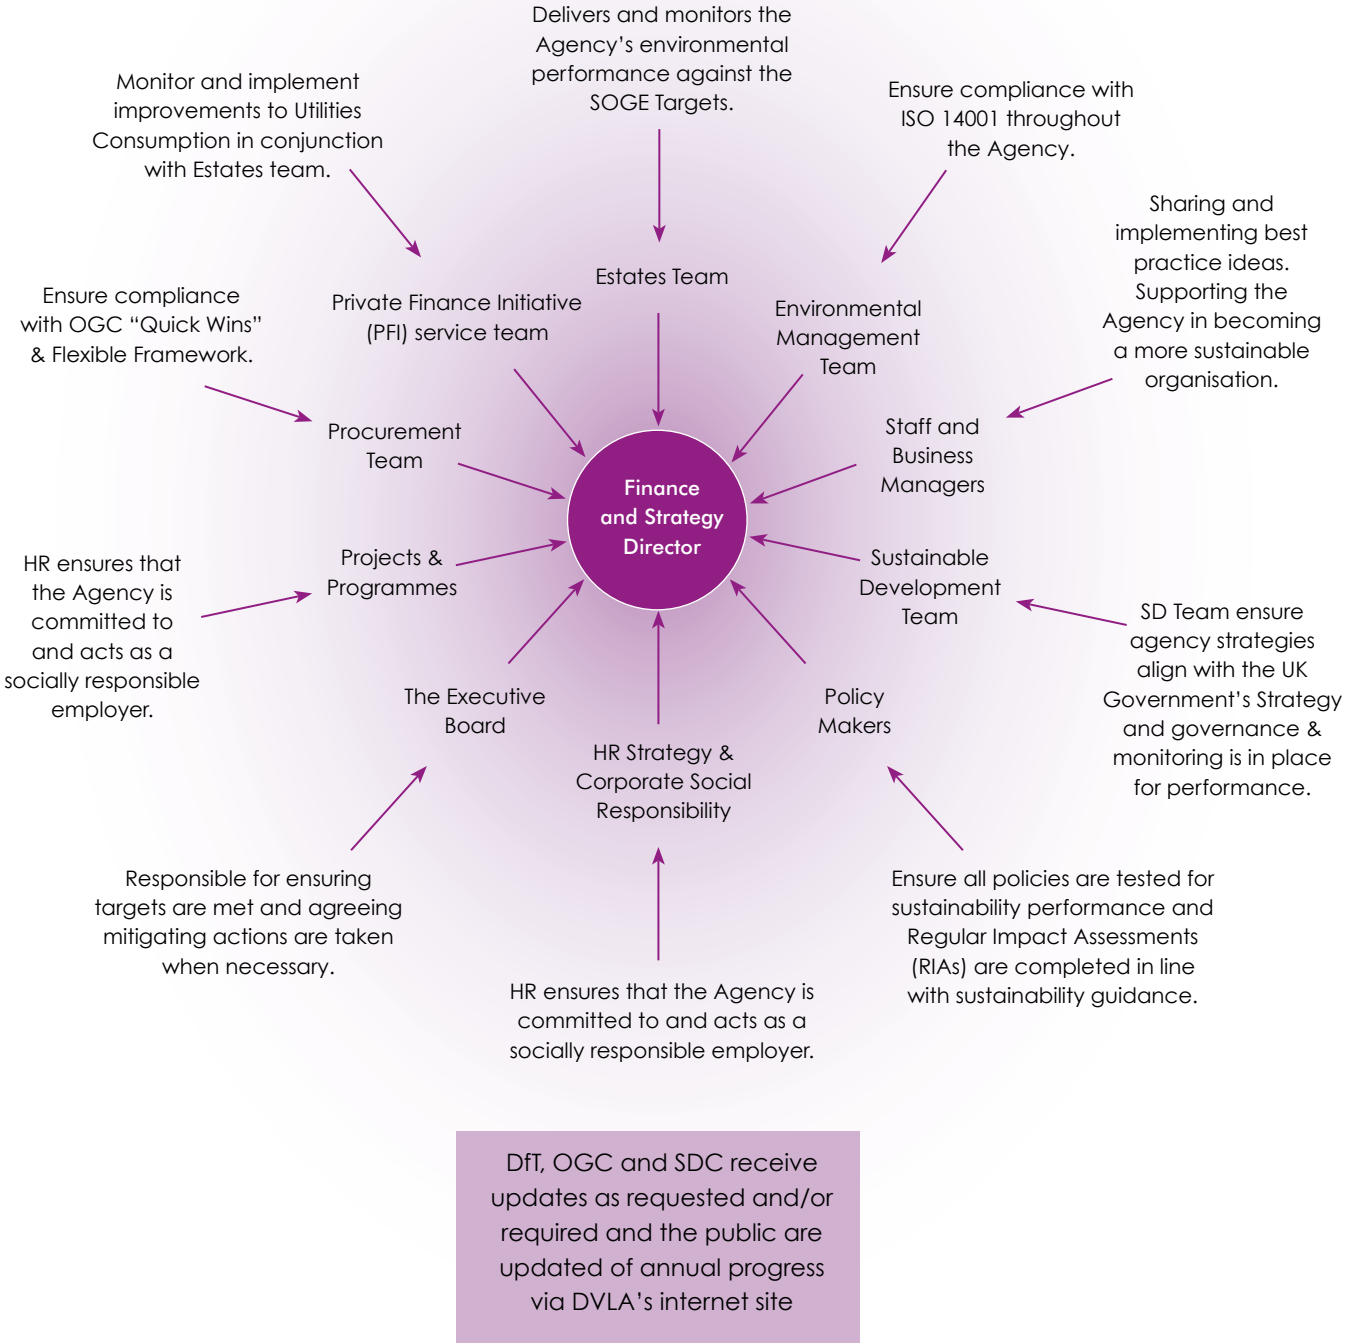 Delivers and monitors the
Agency’s environmental
performance against the
SOGE Targets.
Monitor and implement
improvements to Utilities
Consumption in conjunction
with Estates team.
Ensure compliance with
ISO 14001 throughout
the Agency.
Sharing and
implementing best
practice ideas.
Supporting the
Agency in becoming
a more sustainable
organisation.
Ensure compliance
with OGC “Quick Wins”
& Flexible Framework.
Private Finance Initiative
(PFI) service team
Estates Team
Environmental
Management
Team
Procurement
Team
Staff and
Business
Managers
Finance
and Strategy
Director
HR ensures that
the Agency is
committed to
and acts as a
socially responsible
employer.
Projects &
Programmes
Sustainable
Development
Team
SD Team ensure
agency strategies
align with the UK
Government’s Strategy
and governance &
monitoring is in place
for performance.
The Executive
Board
HR Strategy &
Corporate Social
Responsibility
Policy
Makers
Responsible for ensuring
targets are met and agreeing
mitigating actions are taken
when necessary.
HR ensures that the Agency is
committed to and acts as a
socially responsible employer.
Ensure all policies are tested for
sustainability performance and
Regular Impact Assessments
(RIAs) are completed in line
with sustainability guidance.
DfT, OGC and SDC receive
updates as requested and/or
required and the public are
updated of annual progress
via DVLA’s internet site